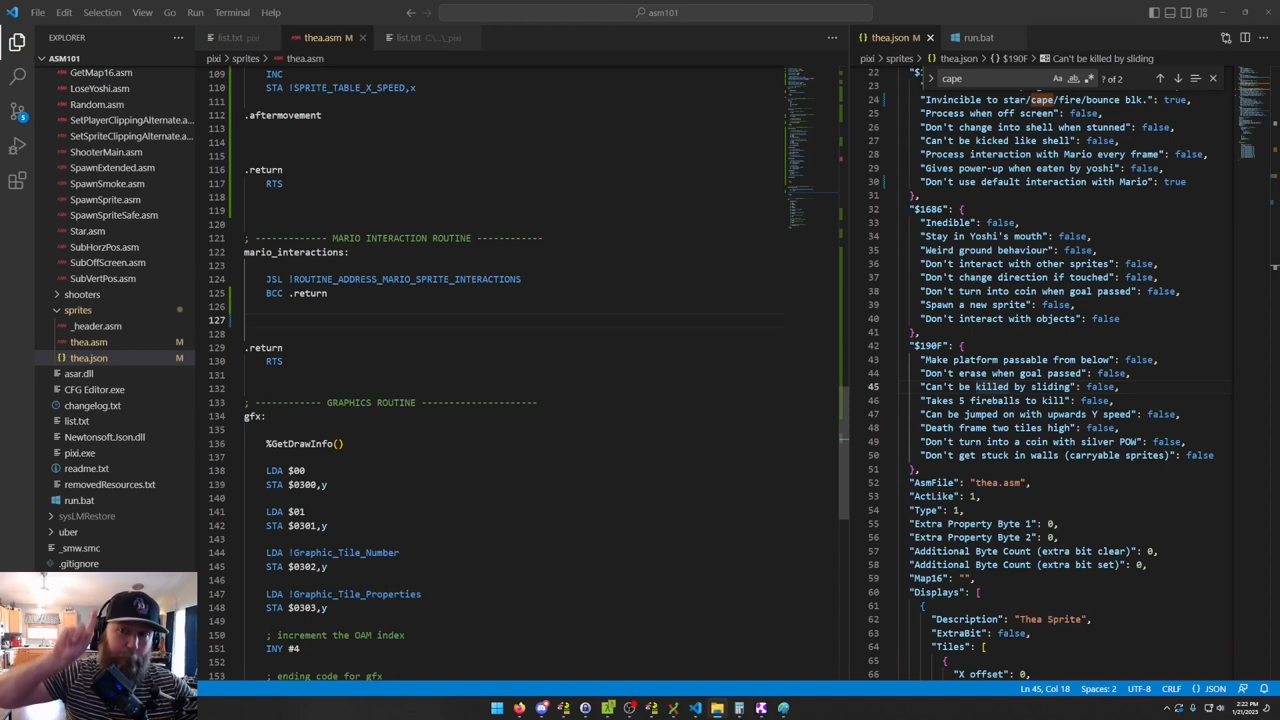 File Edit Selection View Go Run Terminal Help
asm101
EXPLORER
ASM101
GetMap16.asm
LoseYoshi.asm
Random.asm
SetPlayerClippingAlternate.a...
SetSpriteClippingAlternate.a...
ShooterMain.asm
SpawnExtended.asm
SpawnSmoke.asm
SpawnSprite.asm
SpawnSpriteSafe.asm
Star.asm
SubHorzPos.asm
SubOffScreen.asm
SubVertPos.asm
shooters
sprites
_header.asm
thea.asm M
thea.json M
asar.dll
CFG Editor.exe
changelog.txt
list.txt
Newtonsoft.Json.dll
pixi.exe
readme.txt
removedResources.txt
run.bat
sysLMRestore
uber
_smw.smc
.gitignore
list.txt pixi
thea.asm M
list.txt C:\...\pixi
pixi > sprites > thea.asm
109 INC
110 STA !SPRITE_TABLE_X_SPEED,x
111
112 .aftermovement
113
114
115
116 .return
117 RTS
118
119
120
121 ; ------------ MARIO INTERACTION ROUTINE ------------
122 mario_interactions:
123
124 JSL !ROUTINE_ADDRESS_MARIO_SPRITE_INTERACTIONS
125 BCC .return
126
127
128
129 .return
130 RTS
131
132
133 ; ------------ GRAPHICS ROUTINE --------------------
134 gfx:
135
136 %GetDrawInfo()
137
138 LDA $00
139 STA $0300,y
140
141 LDA $01
142 STA $0301,y
143
144 LDA !Graphic_Tile_Number
145 STA $0302,y
146
147 LDA !Graphic_Tile_Properties
148 STA $0303,y
149
150 ; increment the OAM index
151 INY #4
152
153 ; ending code for gfx
thea.json M
run.bat
pixi > sprites > thea.json > $190F > Can't be killed by sliding
cape
Aa ab .* ? of 2
22
24 "Invincible to star/cape/fire/bounce blk.": true,
25 "Process when off screen": false,
26 "Don't change into shell when stunned": false,
27 "Can't be kicked like shell": false,
28 "Process interaction with Mario every frame": false,
29 "Gives power-up when eaten by yoshi": false,
30 "Don't use default interaction with Mario": true
31 },
32 "$1686": {
33 "Inedible": false,
34 "Stay in Yoshi's mouth": false,
35 "Weird ground behaviour": false,
36 "Don't interact with other sprites": false,
37 "Don't change direction if touched": false,
38 "Don't turn into coin when goal passed": false,
39 "Spawn a new sprite": false,
40 "Don't interact with objects": false
41 },
42 "$190F": {
43 "Make platform passable from below": false,
44 "Don't erase when goal passed": false,
45 "Can't be killed by sliding": false,
46 "Takes 5 fireballs to kill": false,
47 "Can be jumped on with upwards Y speed": false,
48 "Death frame two tiles high": false,
49 "Don't turn into a coin with silver POW": false,
50 "Don't get stuck in walls (carryable sprites)": false
51 },
52 "AsmFile": "thea.asm",
53 "ActLike": 1,
54 "Type": 1,
55 "Extra Property Byte 1": 0,
56 "Extra Property Byte 2": 0,
57 "Additional Byte Count (extra bit clear)": 0,
58 "Additional Byte Count (extra bit set)": 0,
59 "Map16": "",
60 "Displays": [
61 {
62 "Description": "Thea Sprite",
63 "ExtraBit": false,
64 "Tiles": [
65 {
66 "X offset": 0,
Ln 45, Col 18 Spaces: 2 UTF-8 CRLF {} JSON
2:22 PM
1/21/2023